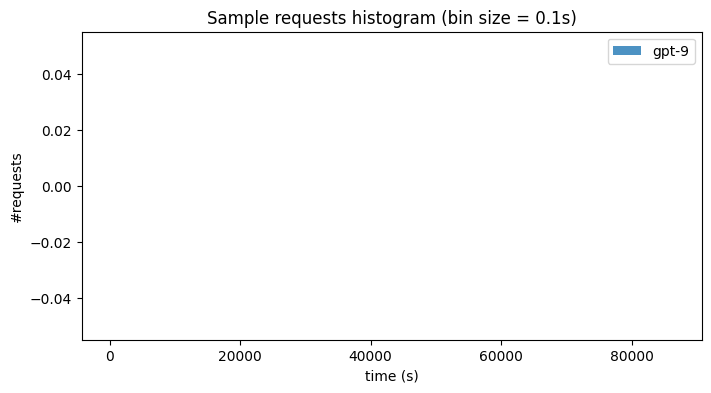 Sample requests histogram (bin size = 0.1s)
gpt-9
0.04
0.02
0.00
−0.02
−0.04
#requests
0 20000 40000 60000 80000
time (s)